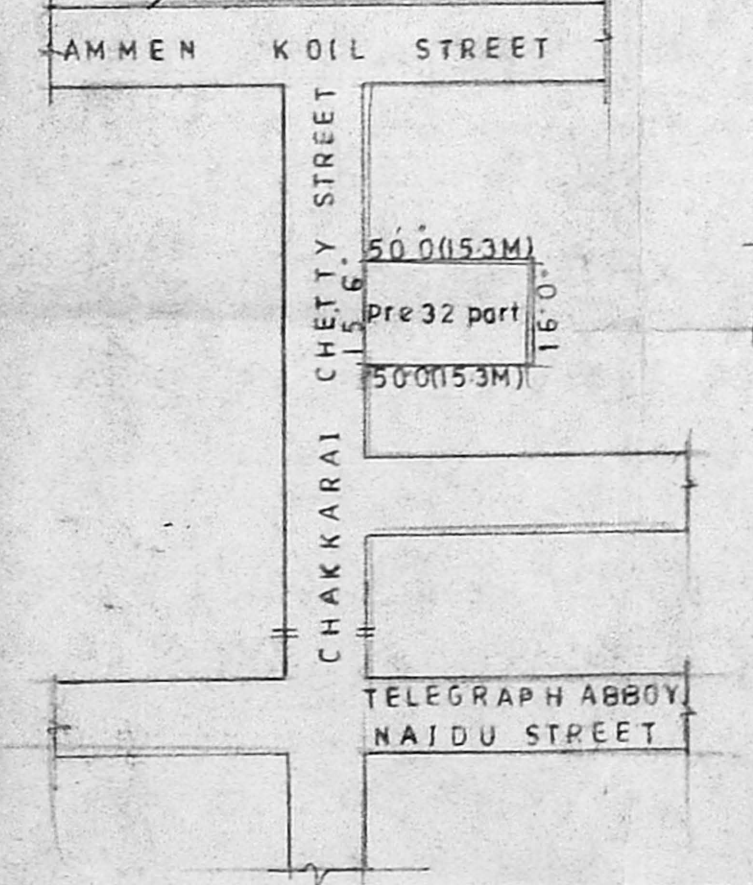 AMMEN KOIL STREET
CHAKKARAI CHETTY STREET
50'0"(15.3M)
15'6"
Pre 32 part
16'0"
50'0"(15.3M)
TELEGRAPH ABBOY
NAIDU STREET